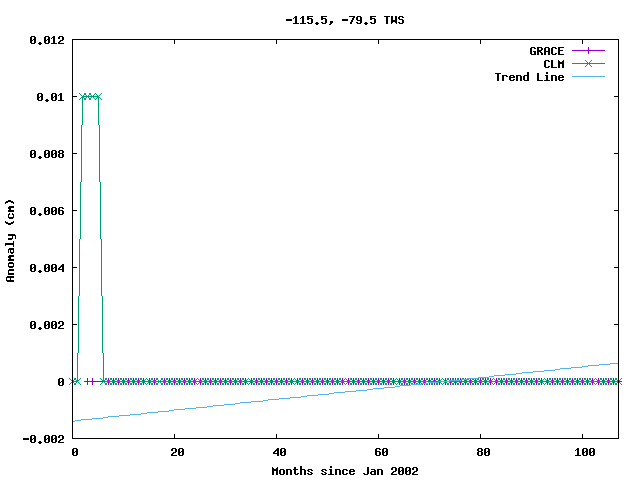 -115.5, -79.5 TWS
GRACE
CLM
Trend Line
0.012
0.01
0.008
0.006
0.004
0.002
0
-0.002
Anomaly (cm)
0 20 40 60 80 100
Months since Jan 2002